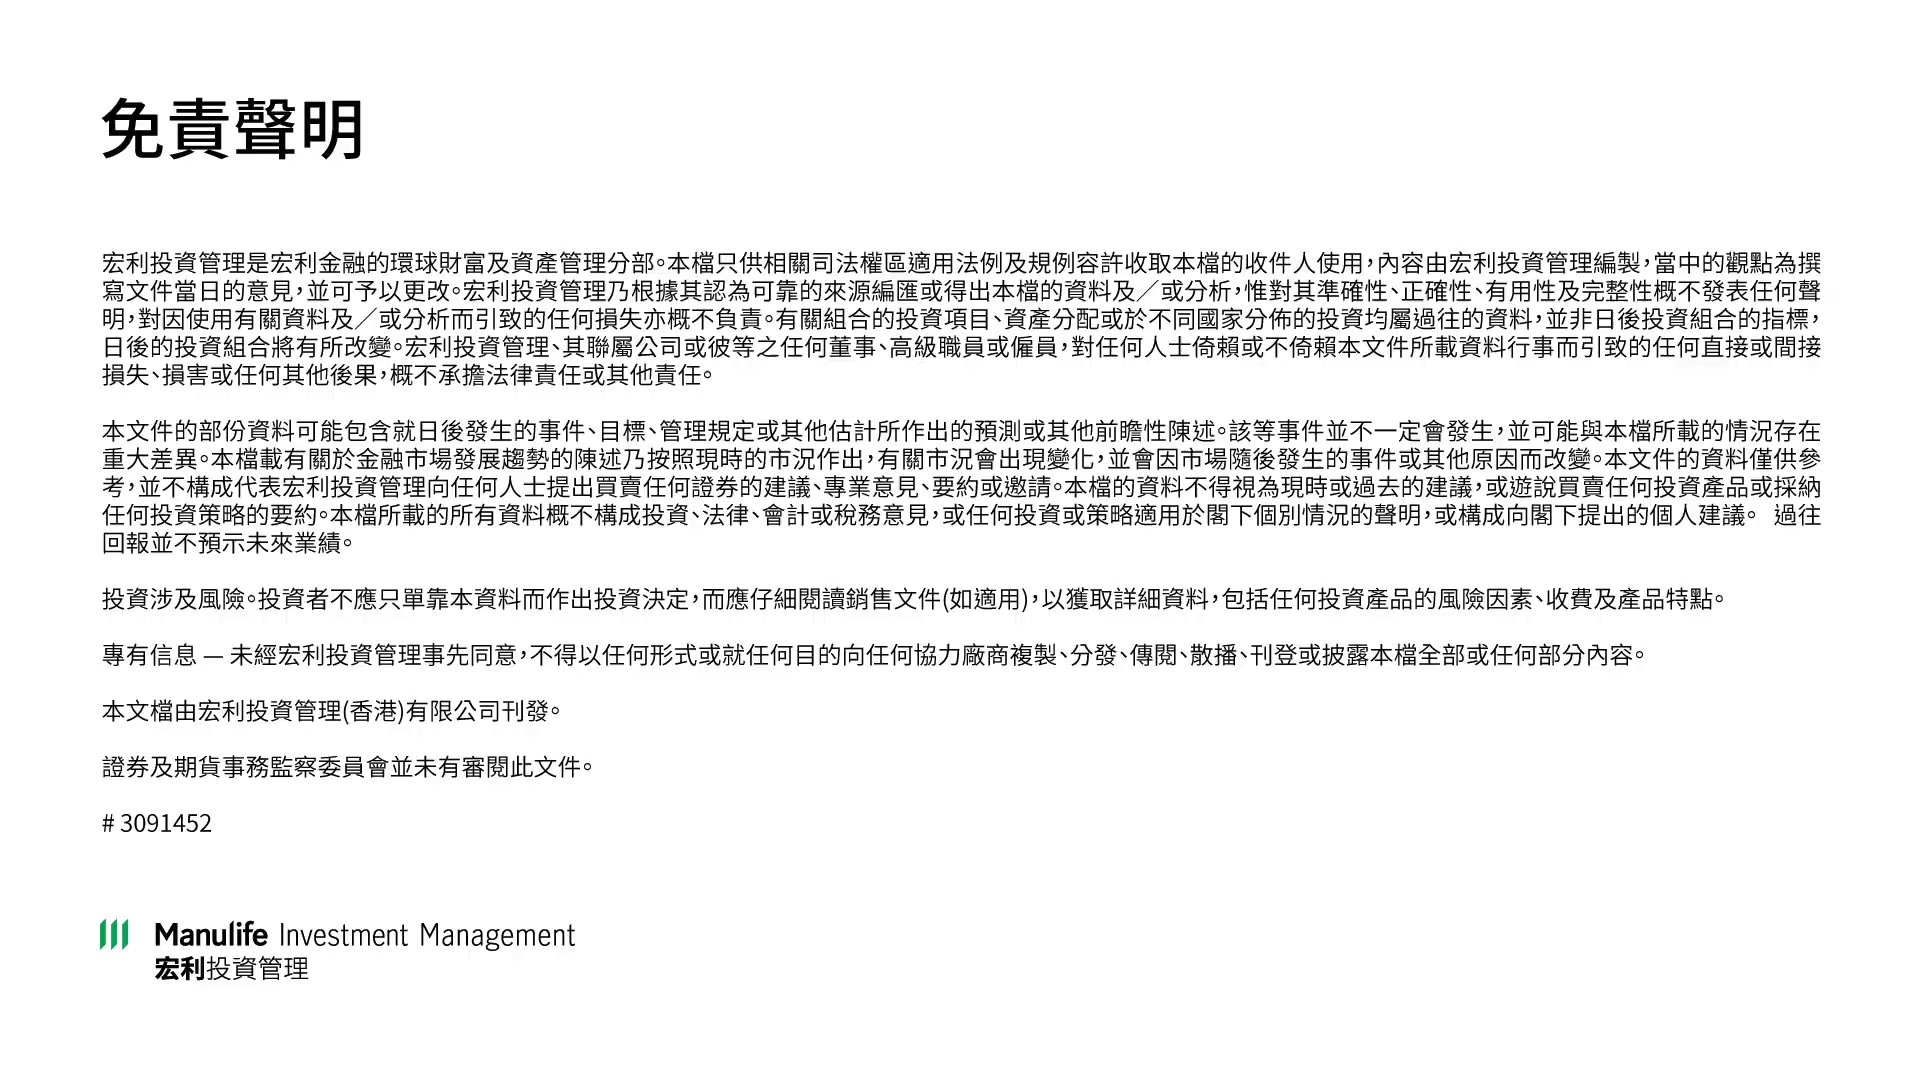 免責聲明
宏利投資管理是宏利金融的環球財富及資產管理分部。本檔只供相關司法權區適用法例及規例容許收取本檔的收件人使用，內容由宏利投資管理編製，當中的觀點為撰
寫文件當日的意見，並可予以更改。宏利投資管理乃根據其認為可靠的來源編匯或得出本檔的資料及／或分析，惟對其準確性、正確性、有用性及完整性概不發表任何聲
明，對因使用有關資料及／或分析而引致的任何損失亦概不負責。有關組合的投資項目、資產分配或於不同國家分佈的投資均屬過往的資料，並非日後投資組合的指標，
日後的投資組合將有所改變。宏利投資管理、其聯屬公司或彼等之任何董事、高級職員或僱員，對任何人士倚賴或不倚賴本文件所載資料行事而引致的任何直接或間接
損失、損害或任何其他後果，概不承擔法律責任或其他責任。
本文件的部份資料可能包含就日後發生的事件、目標、管理規定或其他估計所作出的預測或其他前瞻性陳述。該等事件並不一定會發生，並可能與本檔所載的情況存在
重大差異。本檔載有關於金融市場發展趨勢的陳述乃按照現時的市況作出，有關市況會出現變化，並會因市場隨後發生的事件或其他原因而改變。本文件的資料僅供參
考，並不構成代表宏利投資管理向任何人士提出買賣任何證券的建議、專業意見、要約或邀請。本檔的資料不得視為現時或過去的建議，或遊說買賣任何投資產品或採納
任何投資策略的要約。本檔所載的所有資料概不構成投資、法律、會計或稅務意見，或任何投資或策略適用於閣下個別情況的聲明，或構成向閣下提出的個人建議。 過往
回報並不預示未來業績。
投資涉及風險。投資者不應只單靠本資料而作出投資決定，而應仔細閱讀銷售文件(如適用)，以獲取詳細資料，包括任何投資產品的風險因素、收費及產品特點。
專有信息 — 未經宏利投資管理事先同意，不得以任何形式或就任何目的向任何協力廠商複製、分發、傳閱、散播、刊登或披露本檔全部或任何部分內容。
本文檔由宏利投資管理(香港)有限公司刊發。
證券及期貨事務監察委員會並未有審閱此文件。
# 3091452
Manulife Investment Management
宏利投資管理